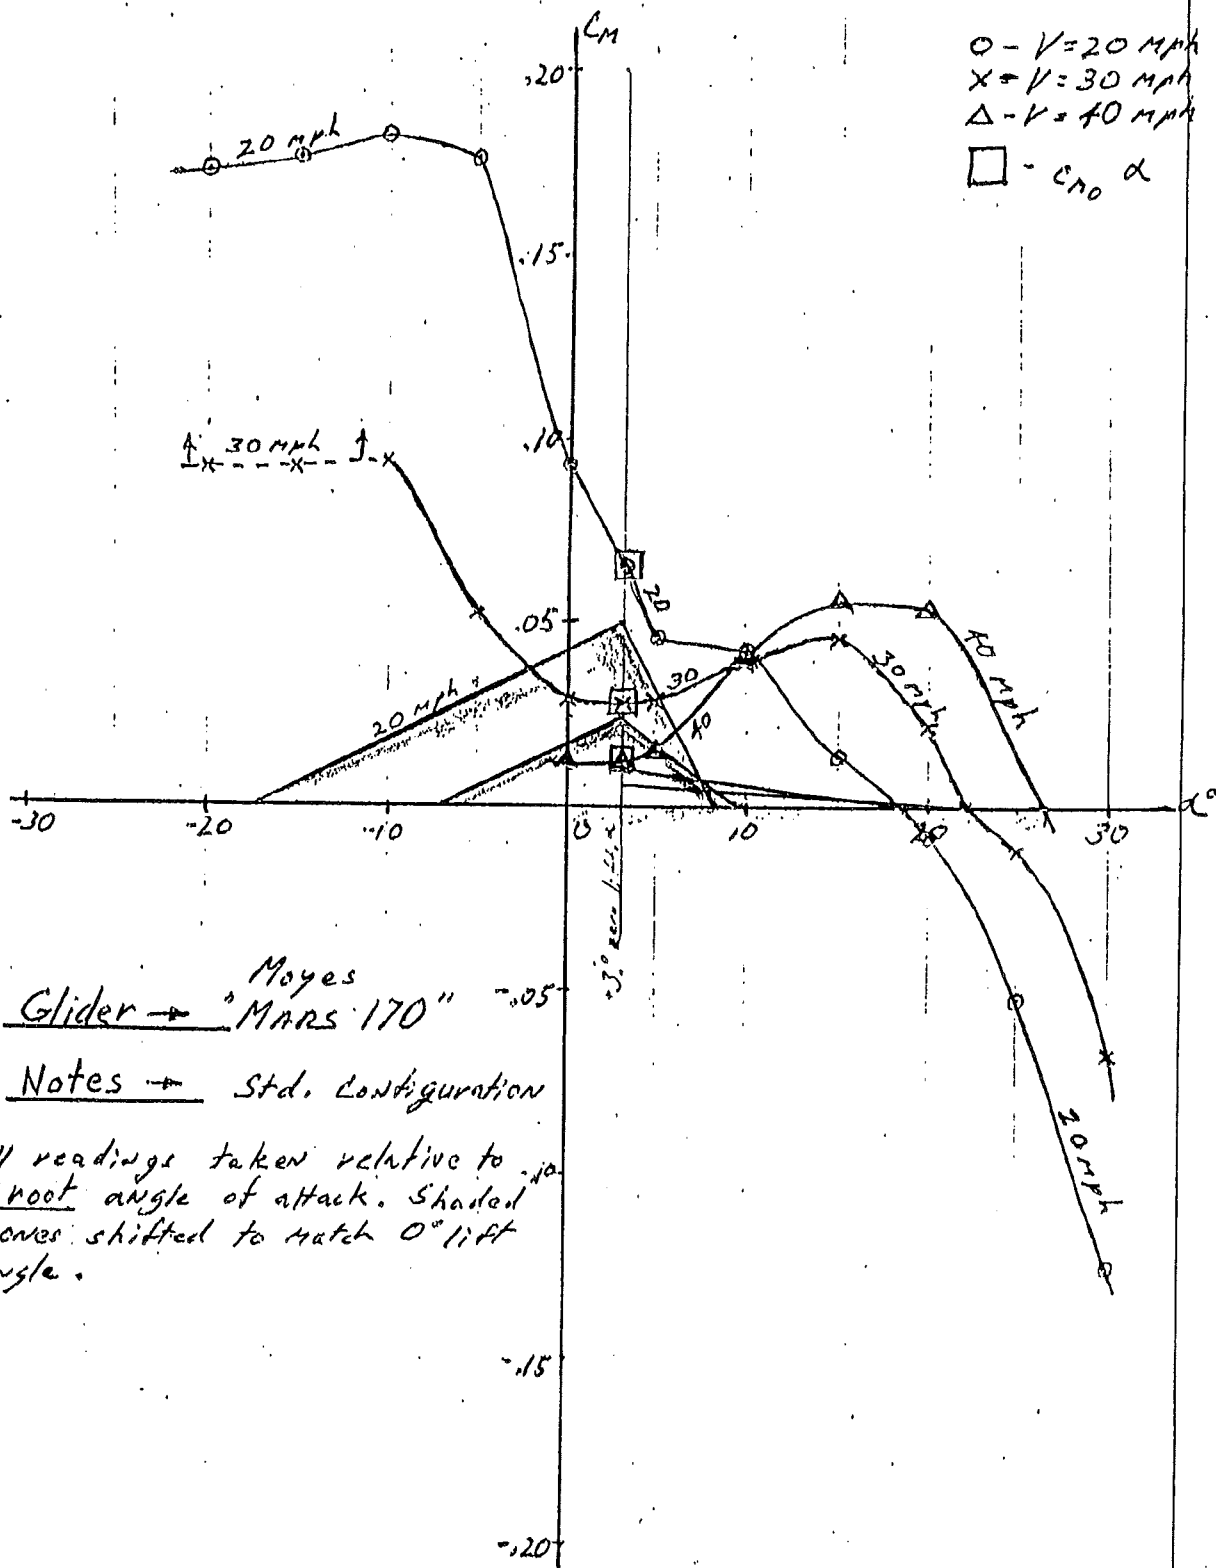 CM
O - V=20 mph
X - V=30 mph
△ - V=40 mph
□ - CM0 α
.20
20 mph
.15
.10
30 mph
20
.05
20 mph
30
40
30 mph
40 mph
-30
-20
-10
0
10
20
30
α°
+3° zero lift α
Moyes
Glider → "MARS 170"
-.05
Notes → Std. Configuration
readings taken relative to
root angle of attack. Shaded
shifted to match 0° lift
-.10
20 mph
-.15
-.20